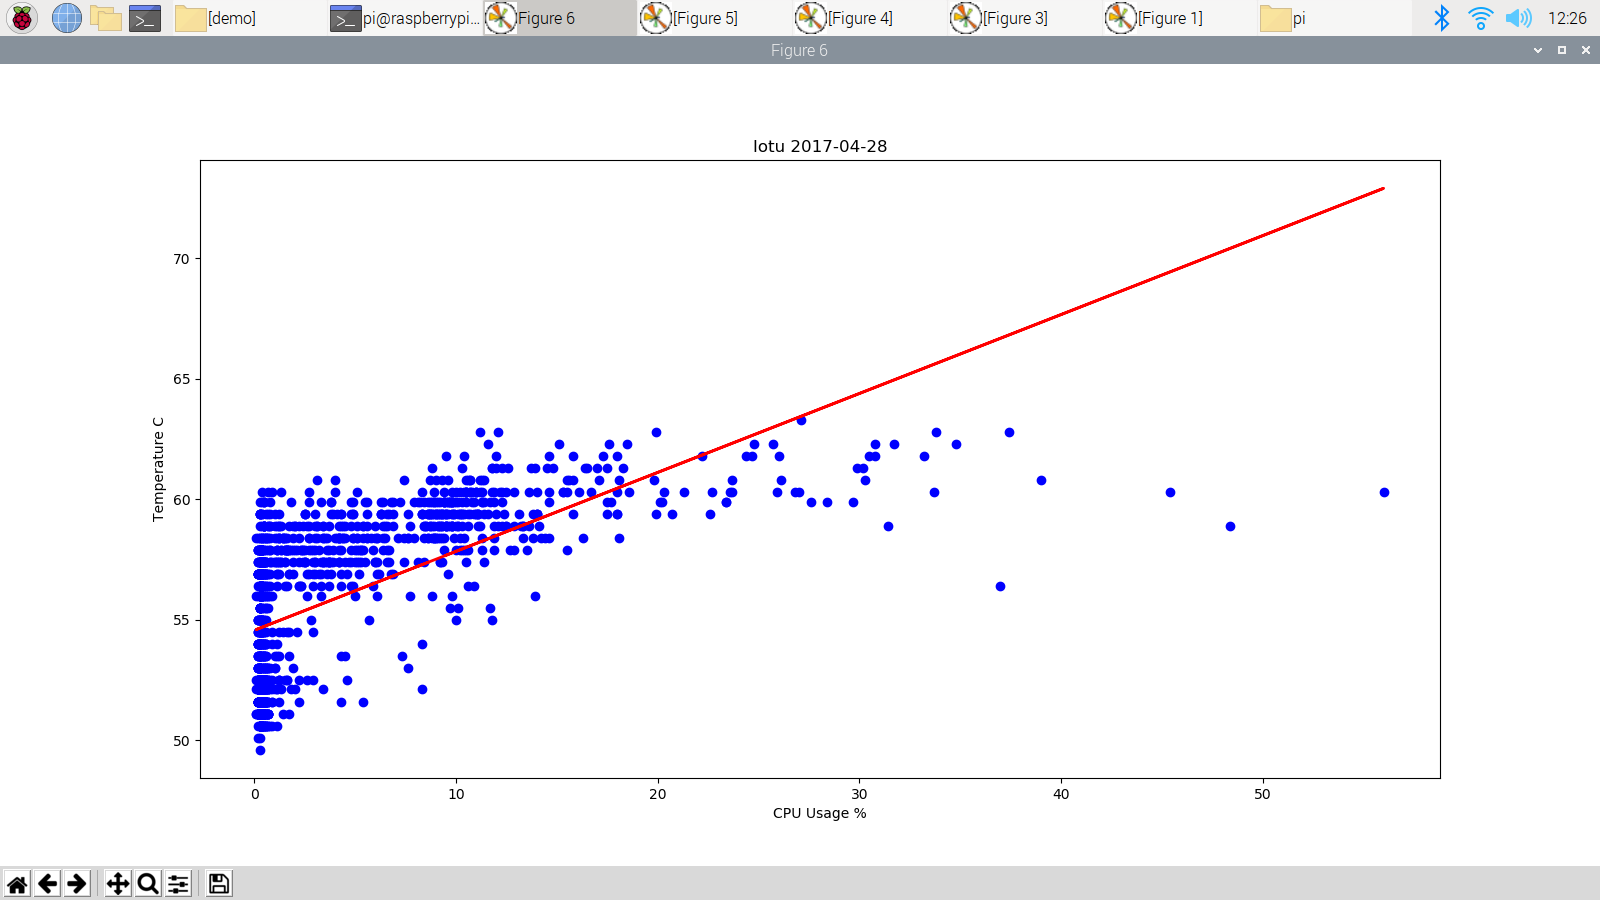 [demo]
pi@raspberrypi...
Figure 6
[Figure 5]
[Figure 4]
[Figure 3]
[Figure 1]
pi
12:26
Figure 6
Iotu 2017-04-28
Temperature C
70
65
60
55
50
0 10 20 30 40 50
CPU Usage %